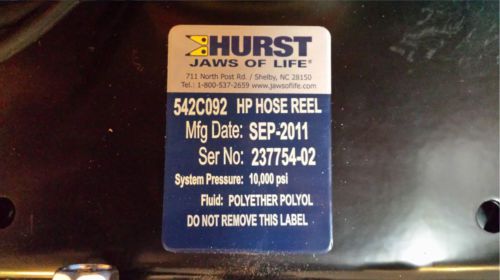 HURST
JAWS OF LIFE®
711 North Post Rd. / Shelby, NC 28150
Tel.: 1-800-537-2659 www.jawsoflife.com
542C092 HP HOSE REEL
Mfg Date: SEP-2011
Ser No: 237754-02
System Pressure: 10,000 psi
Fluid: POLYETHER POLYOL
DO NOT REMOVE THIS LABEL